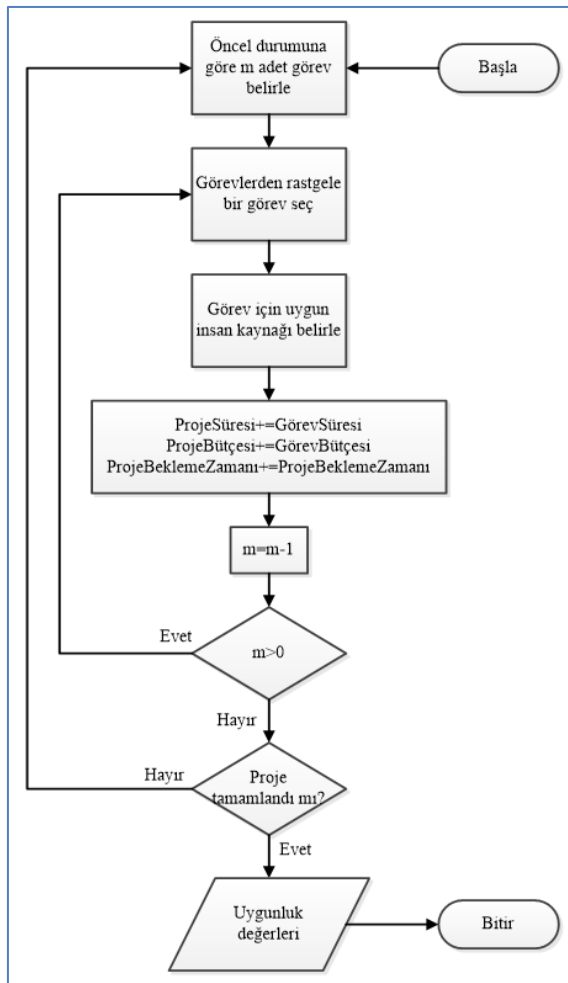 Öncel durumuna
göre m adet görev
belirle
Başla
Görevlerden rastgele
bir görev seç
Görev için uygun
insan kaynağı belirle
ProjeSüresi+=GörevSüresi
ProjeBütçesi+=GörevBütçesi
ProjeBeklemeZamanı+=ProjeBeklemeZamanı
m=m-1
Evet
m>0
Hayır
Hayır
Proje
tamamlandı mı?
Evet
Uygunluk
değerleri
Bitir